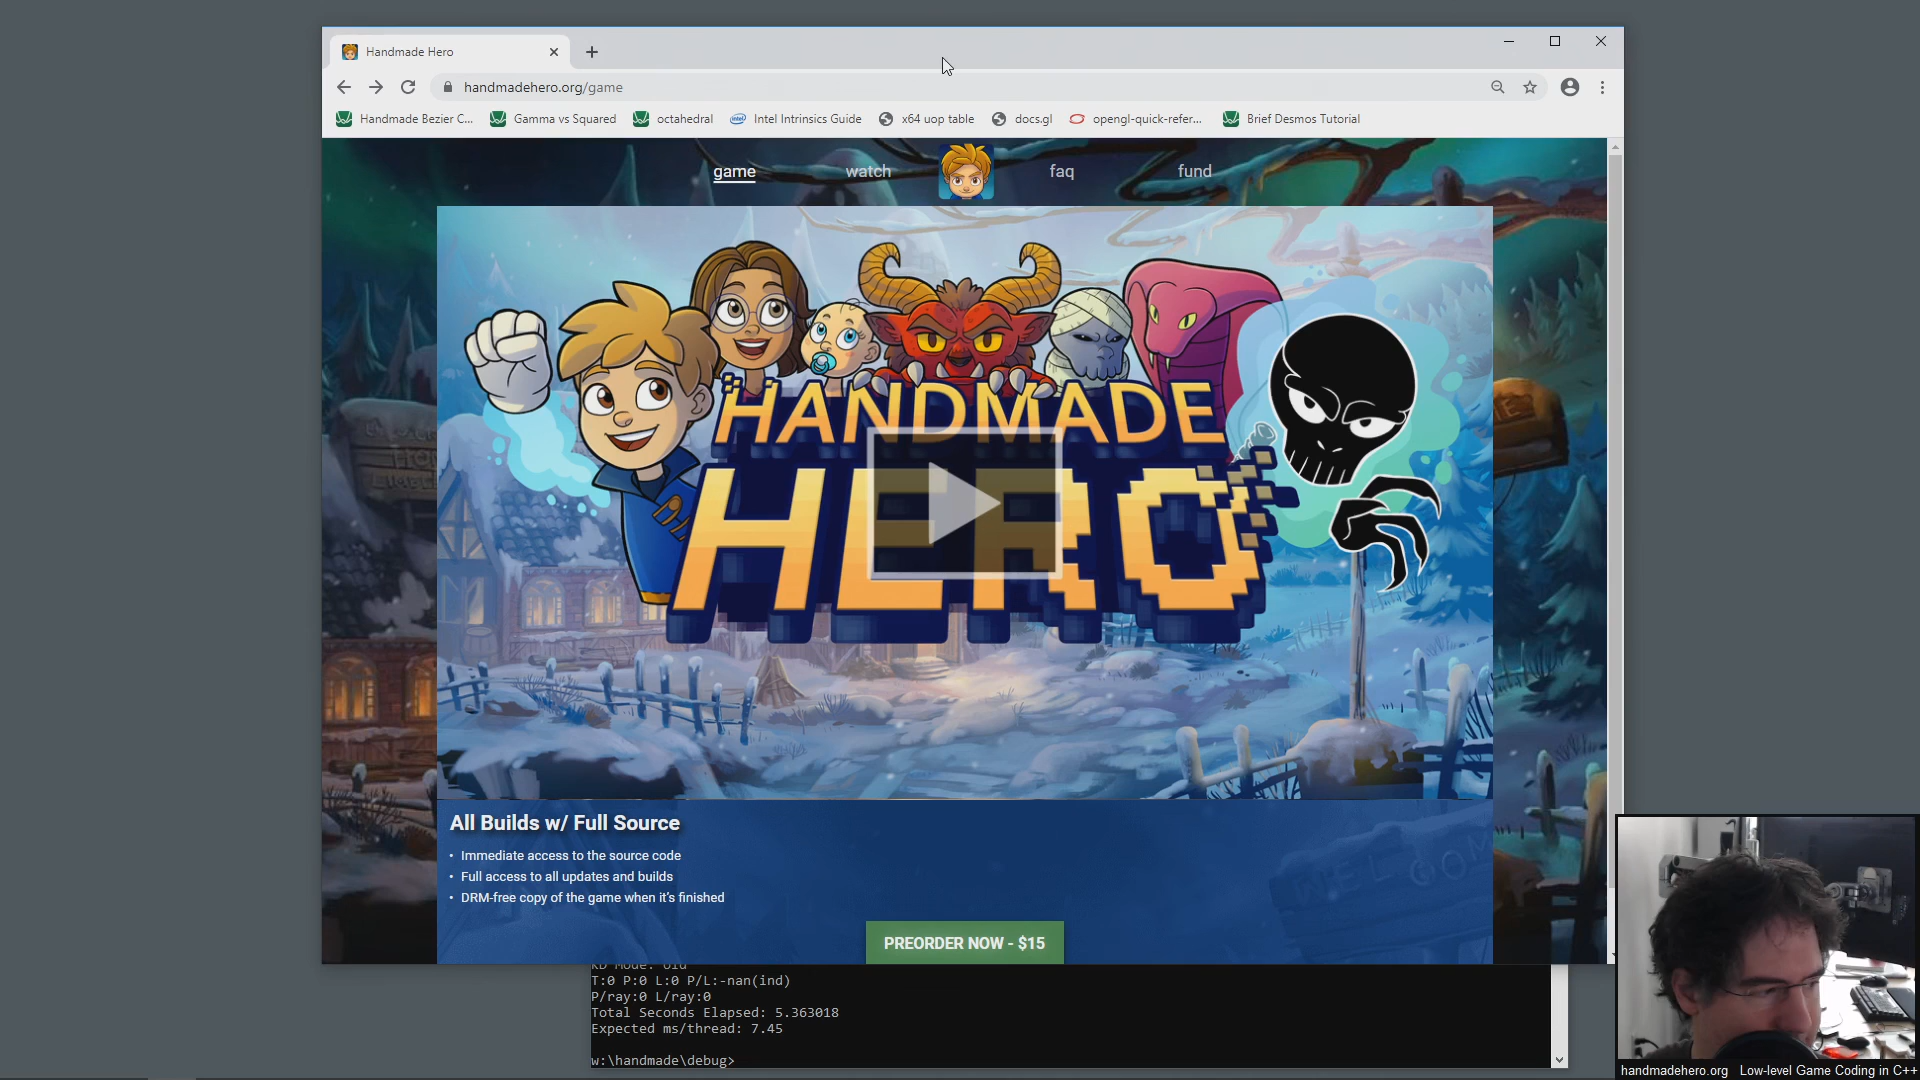 Handmade Hero
handmadehero.org/game
Handmade Bezier C... Gamma vs Squared octahedral Intel Intrinsics Guide x64 uop table docs.gl opengl-quick-refer... Brief Desmos Tutorial
game watch faq fund
HANDMADE
HERO
All Builds w/ Full Source
• Immediate access to the source code
• Full access to all updates and builds
• DRM-free copy of the game when it's finished
PREORDER NOW - $15
KD Mode: Old
T:0 P:0 L:0 P/L:-nan(ind)
P/ray:0 L/ray:0
Total Seconds Elapsed: 5.363018
Expected ms/thread: 7.45
w:\handmade\debug>
handmadehero.org Low-level Game Coding in C++